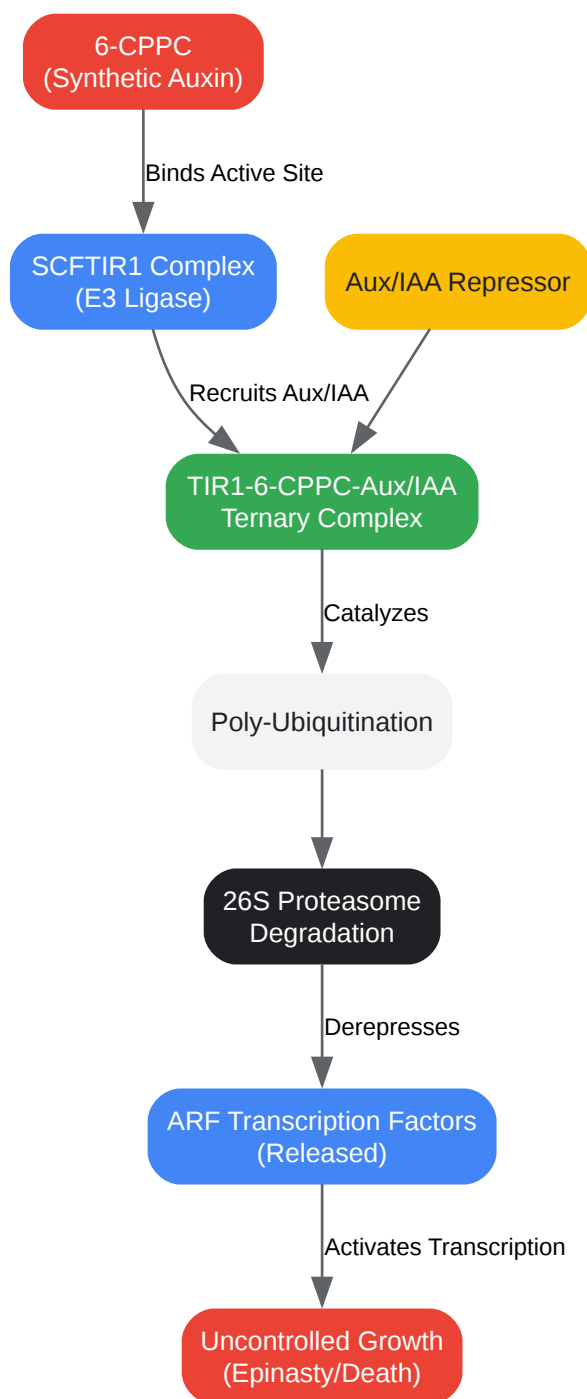 6-CPPC
(Synthetic Auxin)
Binds Active Site
SCFTIR1 Complex
(E3 Ligase)
Aux/IAA Repressor
Recruits Aux/IAA
TIR1-6-CPPC-Aux/IAA
Ternary Complex
Catalyzes
Poly-Ubiquitination
26S Proteasome
Degradation
Derepresses
ARF Transcription Factors
(Released)
Activates Transcription
Uncontrolled Growth
(Epinasty/Death)